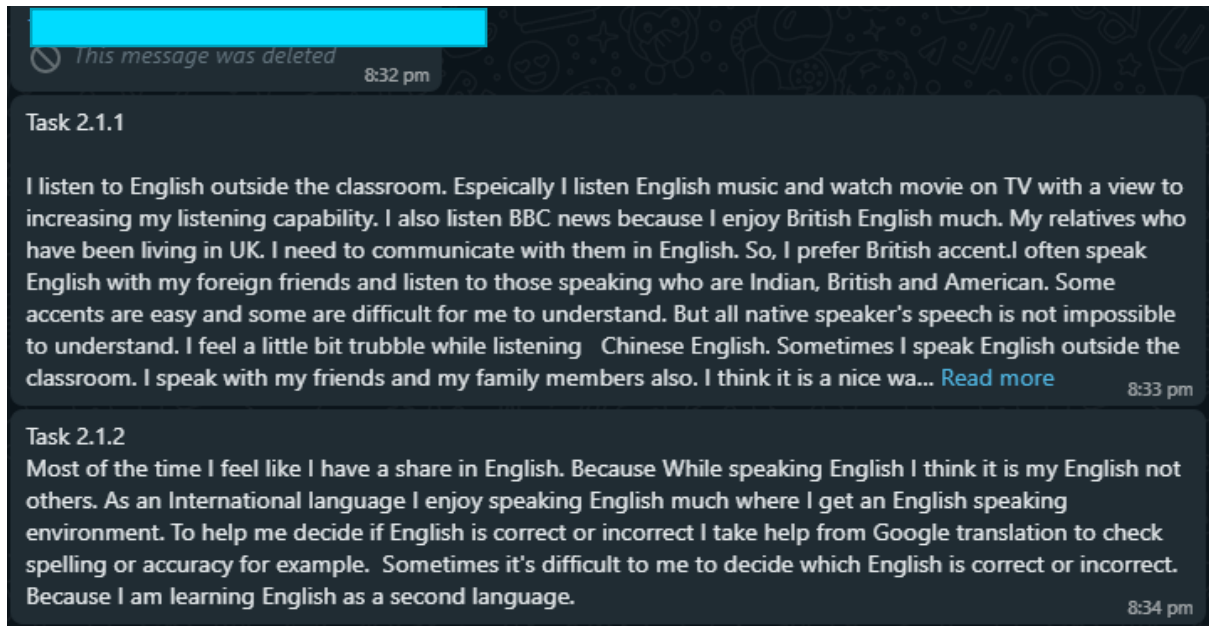 This message was deleted
8:32 pm
Task 2.1.1
I listen to English outside the classroom. Espeically I listen English music and watch movie on TV with a view to
increasing my listening capability. I also listen BBC news because I enjoy British English much. My relatives who
have been living in UK. I need to communicate with them in English. So, I prefer British accent.I often speak
English with my foreign friends and listen to those speaking who are Indian, British and American. Some
accents are easy and some are difficult for me to understand. But all native speaker's speech is not impossible
to understand. I feel a little bit trubble while listening   Chinese English. Sometimes I speak English outside the
classroom. I speak with my friends and my family members also. I think it is a nice wa... Read more
8:33 pm
Task 2.1.2
Most of the time I feel like I have a share in English. Because While speaking English I think it is my English not
others. As an International language I enjoy speaking English much where I get an English speaking
environment. To help me decide if English is correct or incorrect I take help from Google translation to check
spelling or accuracy for example.  Sometimes it's difficult to me to decide which English is correct or incorrect.
Because I am learning English as a second language.
8:34 pm